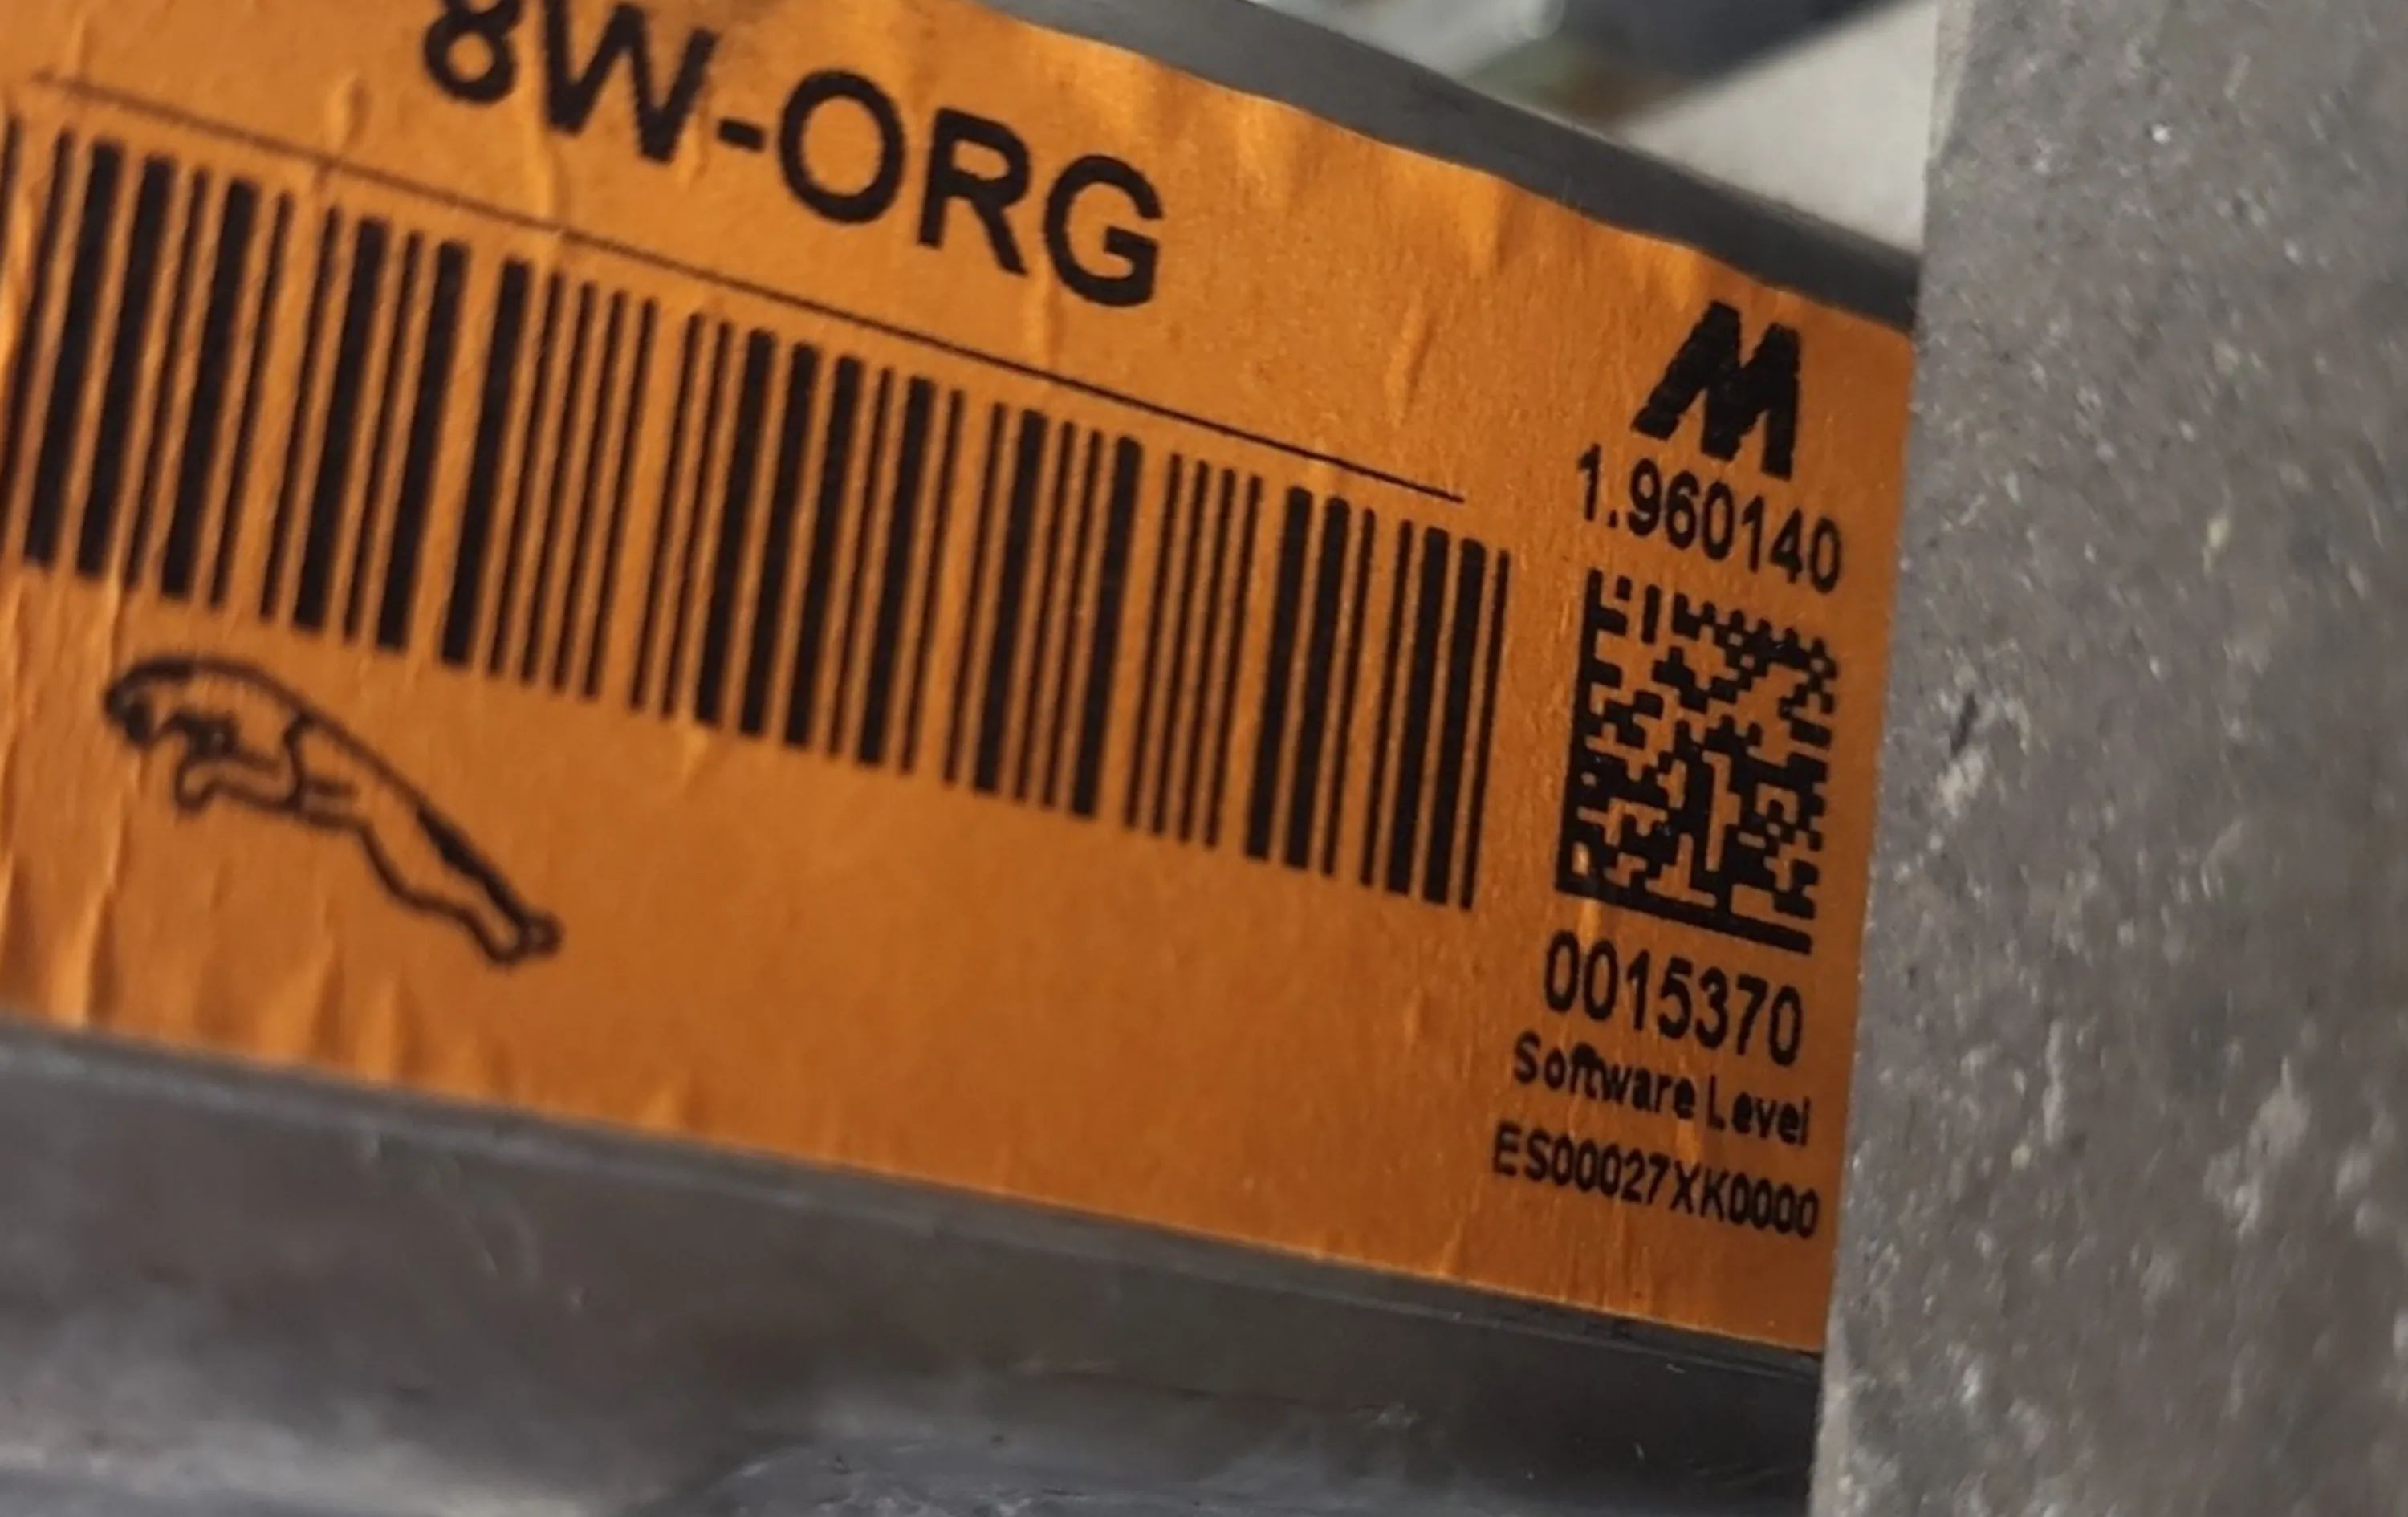 8W-ORG
M
1.960140
0015370
Software Level
ES00027XK0000